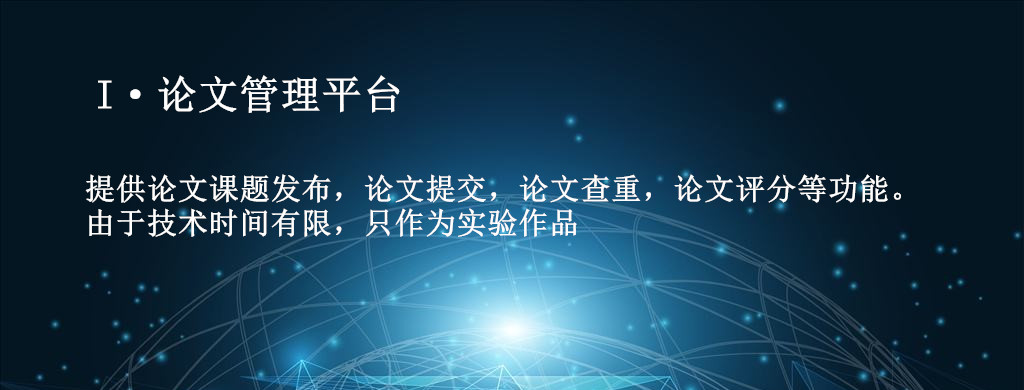 I·论文管理平台
提供论文课题发布，论文提交，论文查重，论文评分等功能。
由于技术时间有限，只作为实验作品